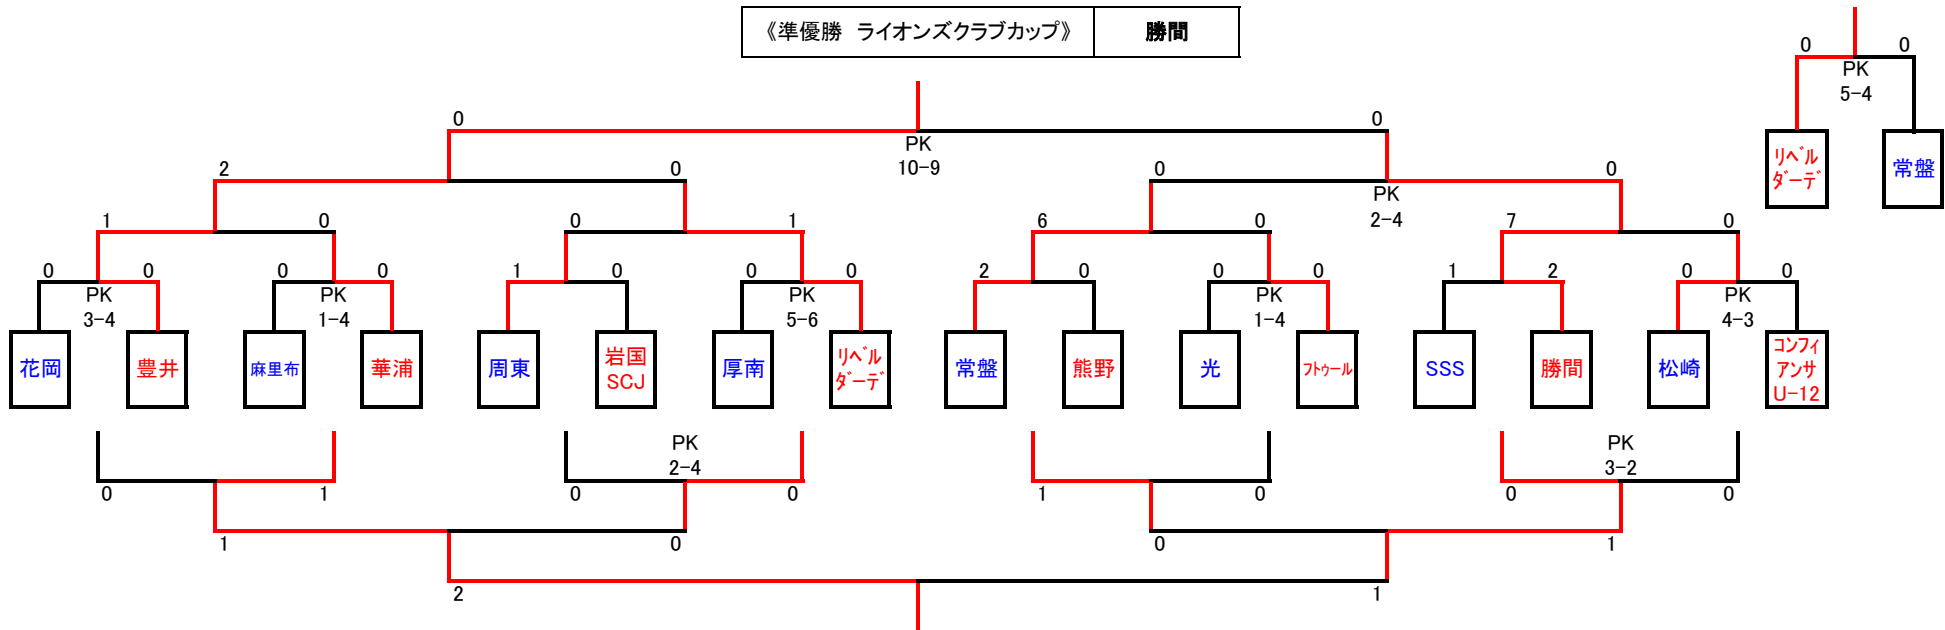 《準優勝　ライオンズクラブカップ》 勝間
0 0
PK
5-4
リベルダーデ 常盤
0 0
PK
10-9
2 0 0 0
PK
2-4
1 0 0 1 6 0 7 0
0 0 0 0 1 0 0 0 2 0 0 0 1 2 0 0
PK PK PK PK PK
3-4 1-4 5-6 1-4 4-3
花岡 豊井 麻里布 華浦 周東 岩国SCJ 厚南 リベルダーデ 常盤 熊野 光 フトゥール SSS 勝間 松崎 コンフィアンサU-12
PK PK
2-4 3-2
0 1 0 0 1 0 0 0
1 0 0 1
2 1